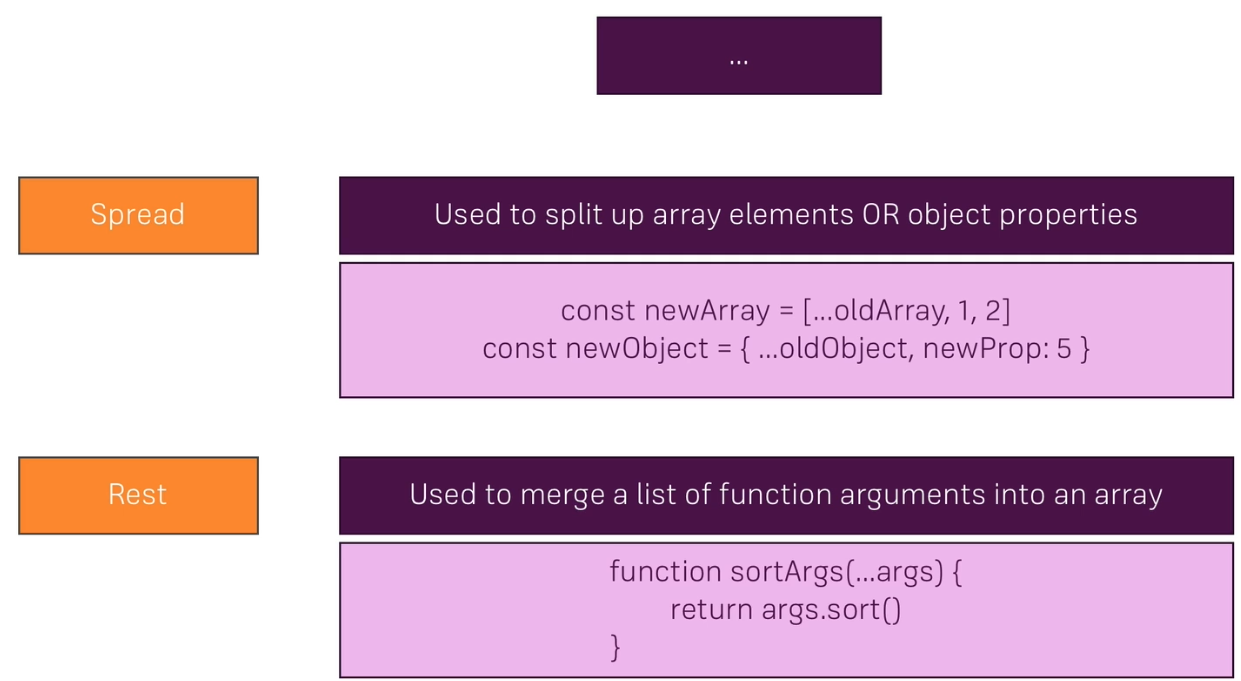 ...
Spread
Used to split up array elements OR object properties
const newArray = [...oldArray, 1, 2]
const newObject = { ...oldObject, newProp: 5 }
Rest
Used to merge a list of function arguments into an array
function sortArgs(...args) {
return args.sort()
}